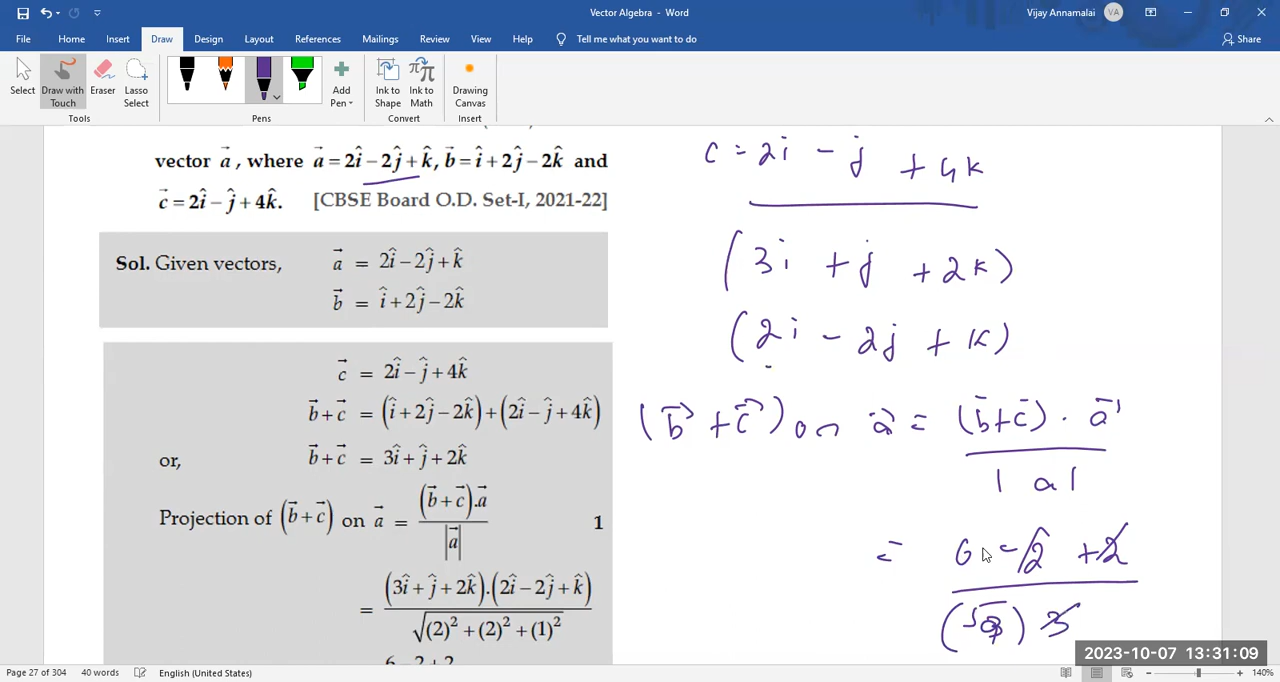 Vector Algebra - Word
Vijay Annamalai VA
File Home Insert Draw Design Layout References Mailings Review View Help Tell me what you want to do Share
Select Draw with Touch Eraser Lasso Select Add Pen Ink to Shape Ink to Math Drawing Canvas
Tools Pens Convert Insert
vector a⃗, where a⃗ = 2î − 2ĵ + k̂, b⃗ = î + 2ĵ − 2k̂ and
c⃗ = 2î − ĵ + 4k̂. [CBSE Board O.D. Set-I, 2021-22]
Sol. Given vectors, a⃗ = 2î − 2ĵ + k̂
b⃗ = î + 2ĵ − 2k̂
c⃗ = 2î − ĵ + 4k̂
b⃗ + c⃗ = (î + 2ĵ − 2k̂) + (2î − ĵ + 4k̂)
or, b⃗ + c⃗ = 3î + ĵ + 2k̂
Projection of (b⃗ + c⃗) on a⃗ = (b⃗ + c⃗).a⃗ / |a⃗| 1
= (3î + ĵ + 2k̂).(2î − 2ĵ + k̂) / √(2)² + (2)² + (1)²
6 − 2 + 2
c = 2i − j + 4k
(3i + j + 2k)
(2i − 2j + k)
(b⃗ + c⃗) on a⃗ = (b + c) · a⃗ / |a|
= 6 − 2 + 2 / (√9) 3
2023-10-07 13:31:09
Page 27 of 304 40 words English (United States) 140%